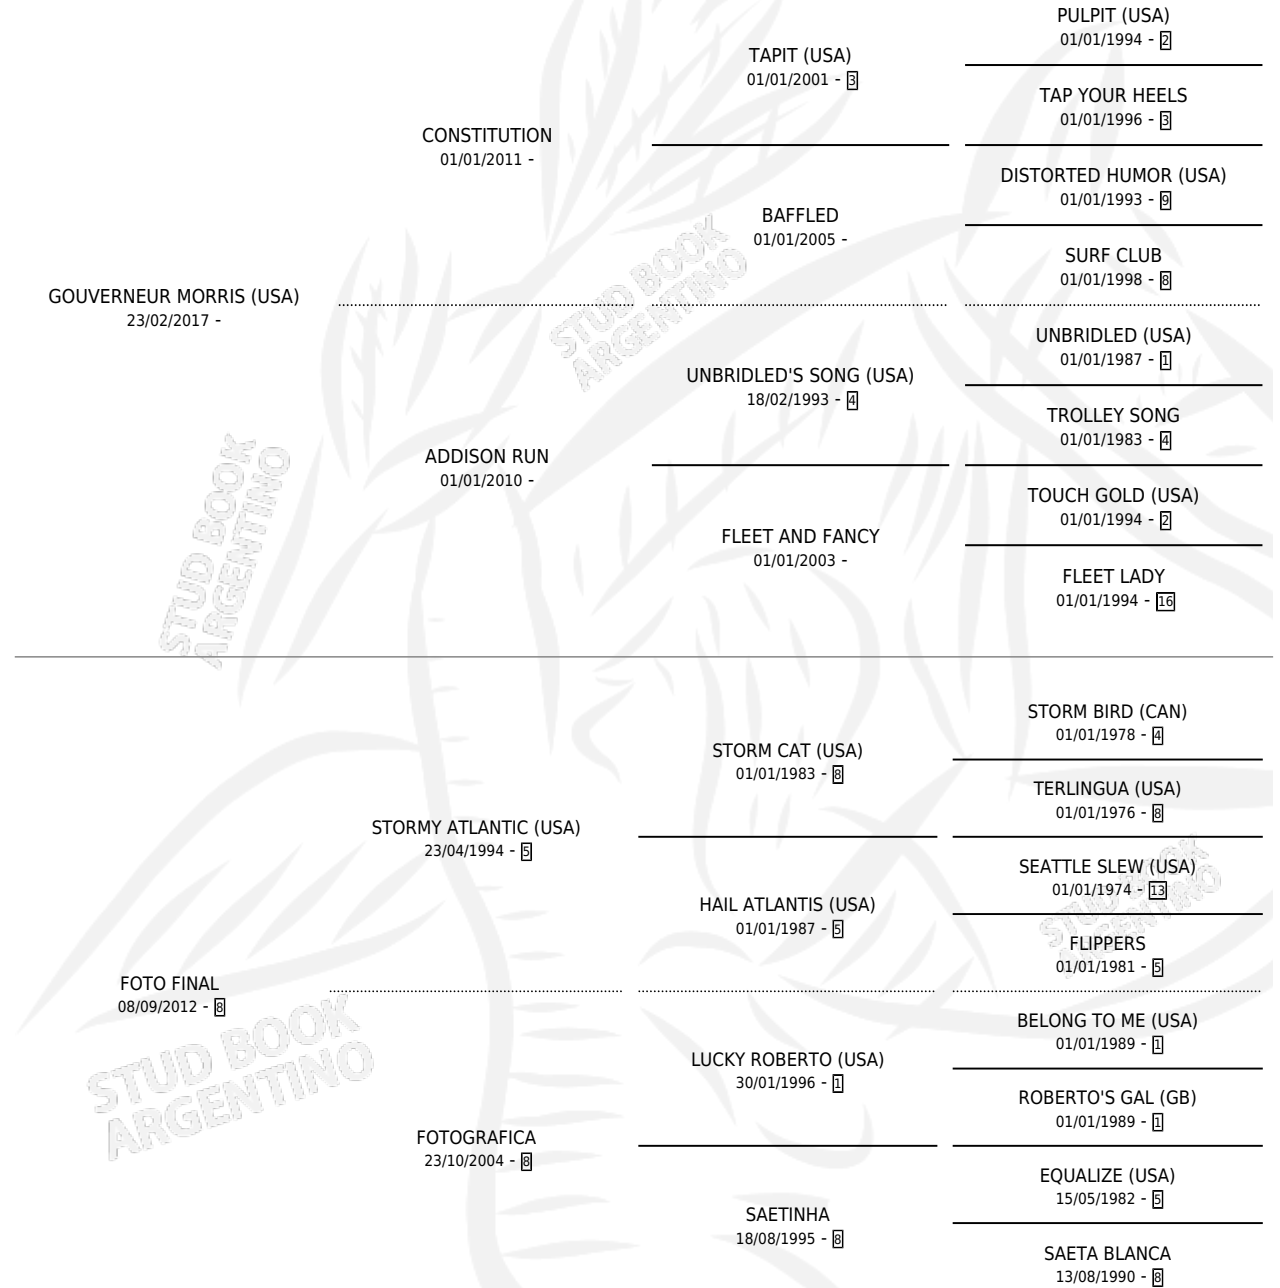 PULPIT (USA)
01/01/1994 - 2
TAPIT (USA)
01/01/2001 - 3
TAP YOUR HEELS
01/01/1996 - 3
CONSTITUTION
01/01/2011 -
DISTORTED HUMOR (USA)
01/01/1993 - 9
BAFFLED
01/01/2005 -
SURF CLUB
01/01/1998 - 8
GOUVERNEUR MORRIS (USA)
23/02/2017 -
UNBRIDLED (USA)
01/01/1987 - 1
UNBRIDLED'S SONG (USA)
18/02/1993 - 4
TROLLEY SONG
01/01/1983 - 4
ADDISON RUN
01/01/2010 -
TOUCH GOLD (USA)
01/01/1994 - 2
FLEET AND FANCY
01/01/2003 -
FLEET LADY
01/01/1994 - 16
STORM BIRD (CAN)
01/01/1978 - 4
STORM CAT (USA)
01/01/1983 - 8
TERLINGUA (USA)
01/01/1976 - 8
STORMY ATLANTIC (USA)
23/04/1994 - 5
SEATTLE SLEW (USA)
01/01/1974 - 13
HAIL ATLANTIS (USA)
01/01/1987 - 5
FLIPPERS
01/01/1981 - 5
FOTO FINAL
08/09/2012 - 8
BELONG TO ME (USA)
01/01/1989 - 1
LUCKY ROBERTO (USA)
30/01/1996 - 1
ROBERTO'S GAL (GB)
01/01/1989 - 1
FOTOGRAFICA
23/10/2004 - 8
EQUALIZE (USA)
15/05/1982 - 5
SAETINHA
18/08/1995 - 8
SAETA BLANCA
13/08/1990 - 8
STUD BOOK
ARGENTINO
STUD BOOK
ARGENTINO
STUD BOOK
ARGENTINO
STUD BOOK
ARGENTINO